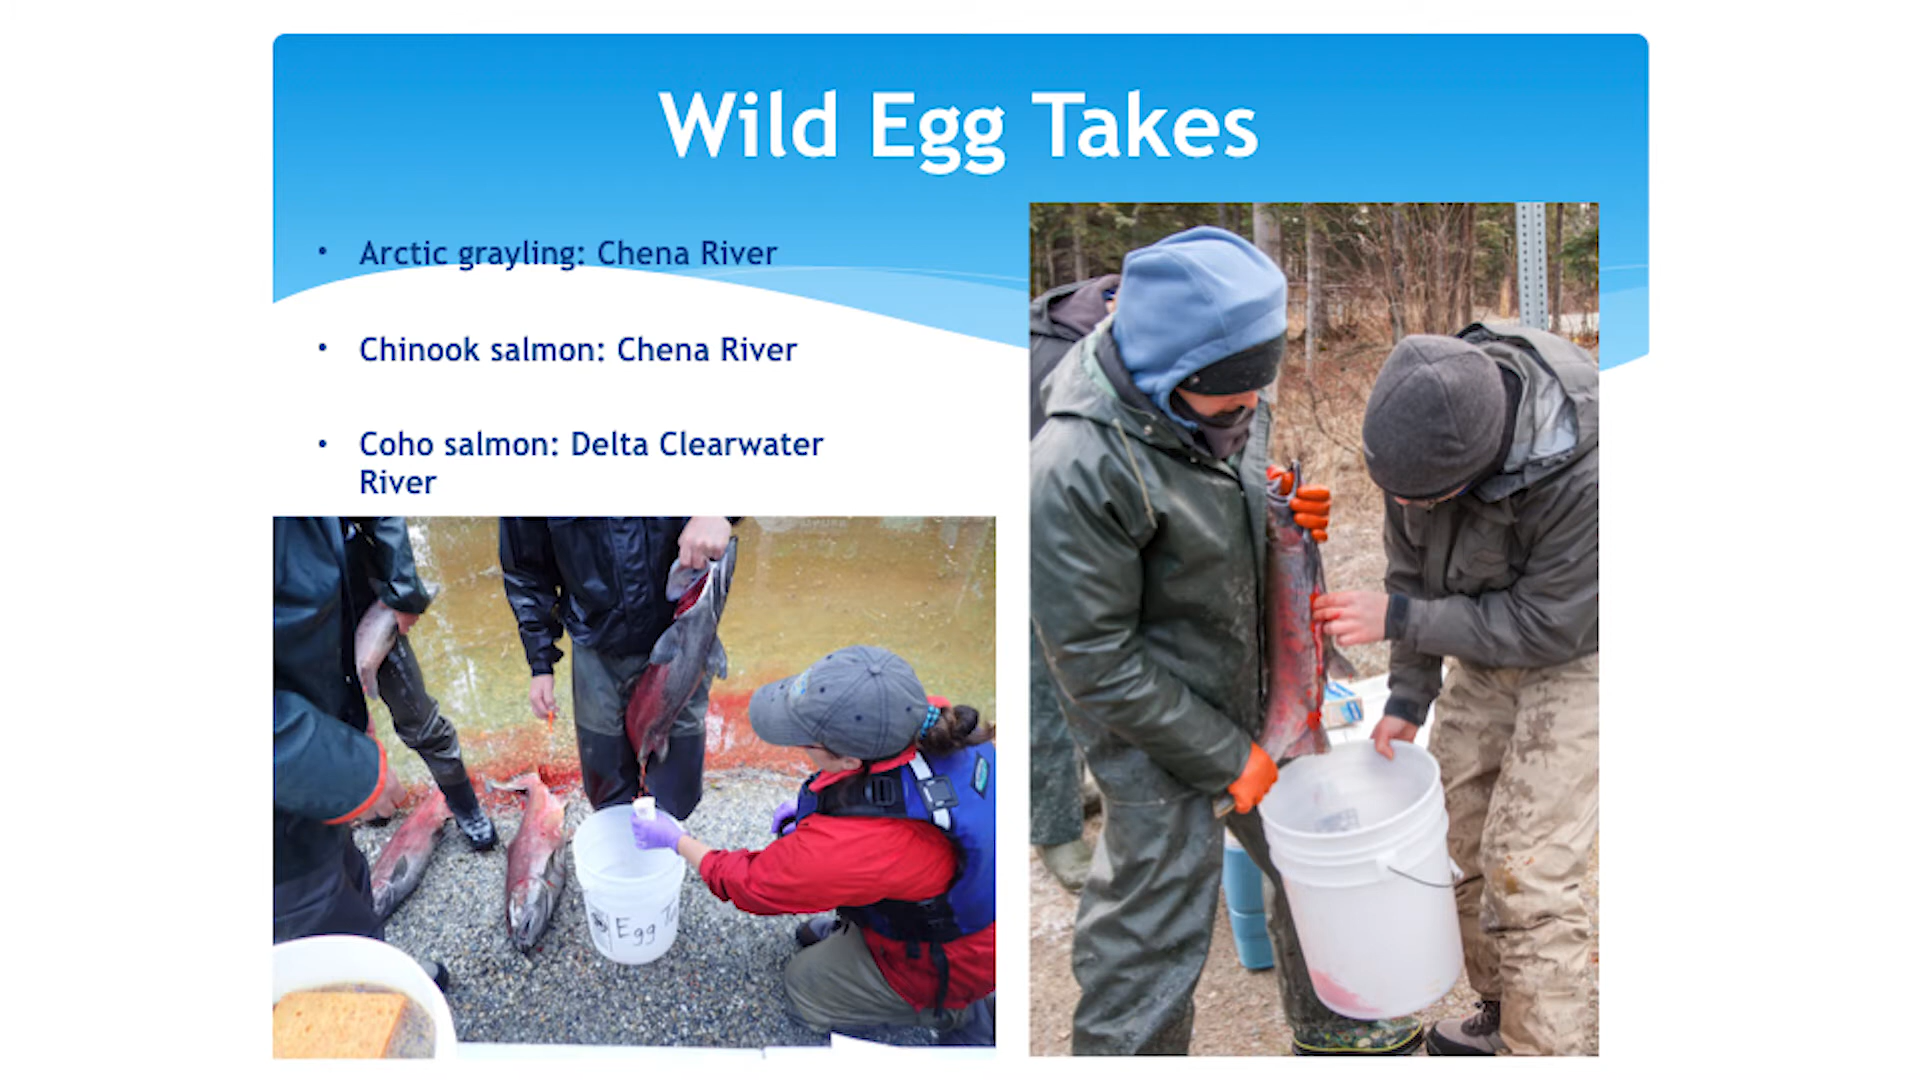 Wild Egg Takes
• Arctic grayling: Chena River
• Chinook salmon: Chena River
• Coho salmon: Delta Clearwater
River
Egg